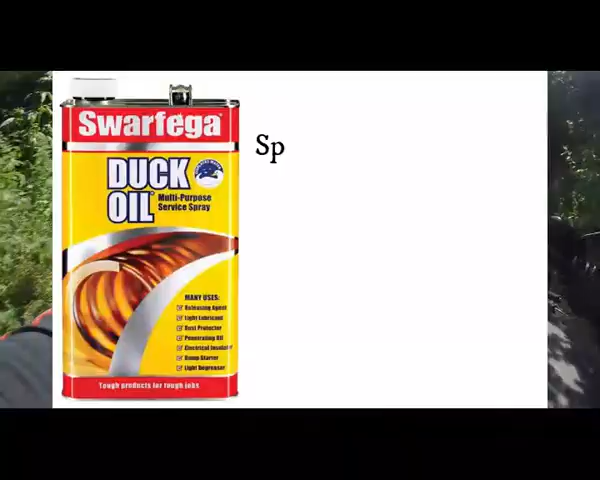 Swarfega
Sp
DUCK
OIL
Multi-Purpose
Service Spray
MANY USES:
Releasing Agent
Light Lubricant
Rust Protector
Penetrating Oil
Electrical Insulator
Damp Starter
Light Degreaser
Tough products for tough jobs